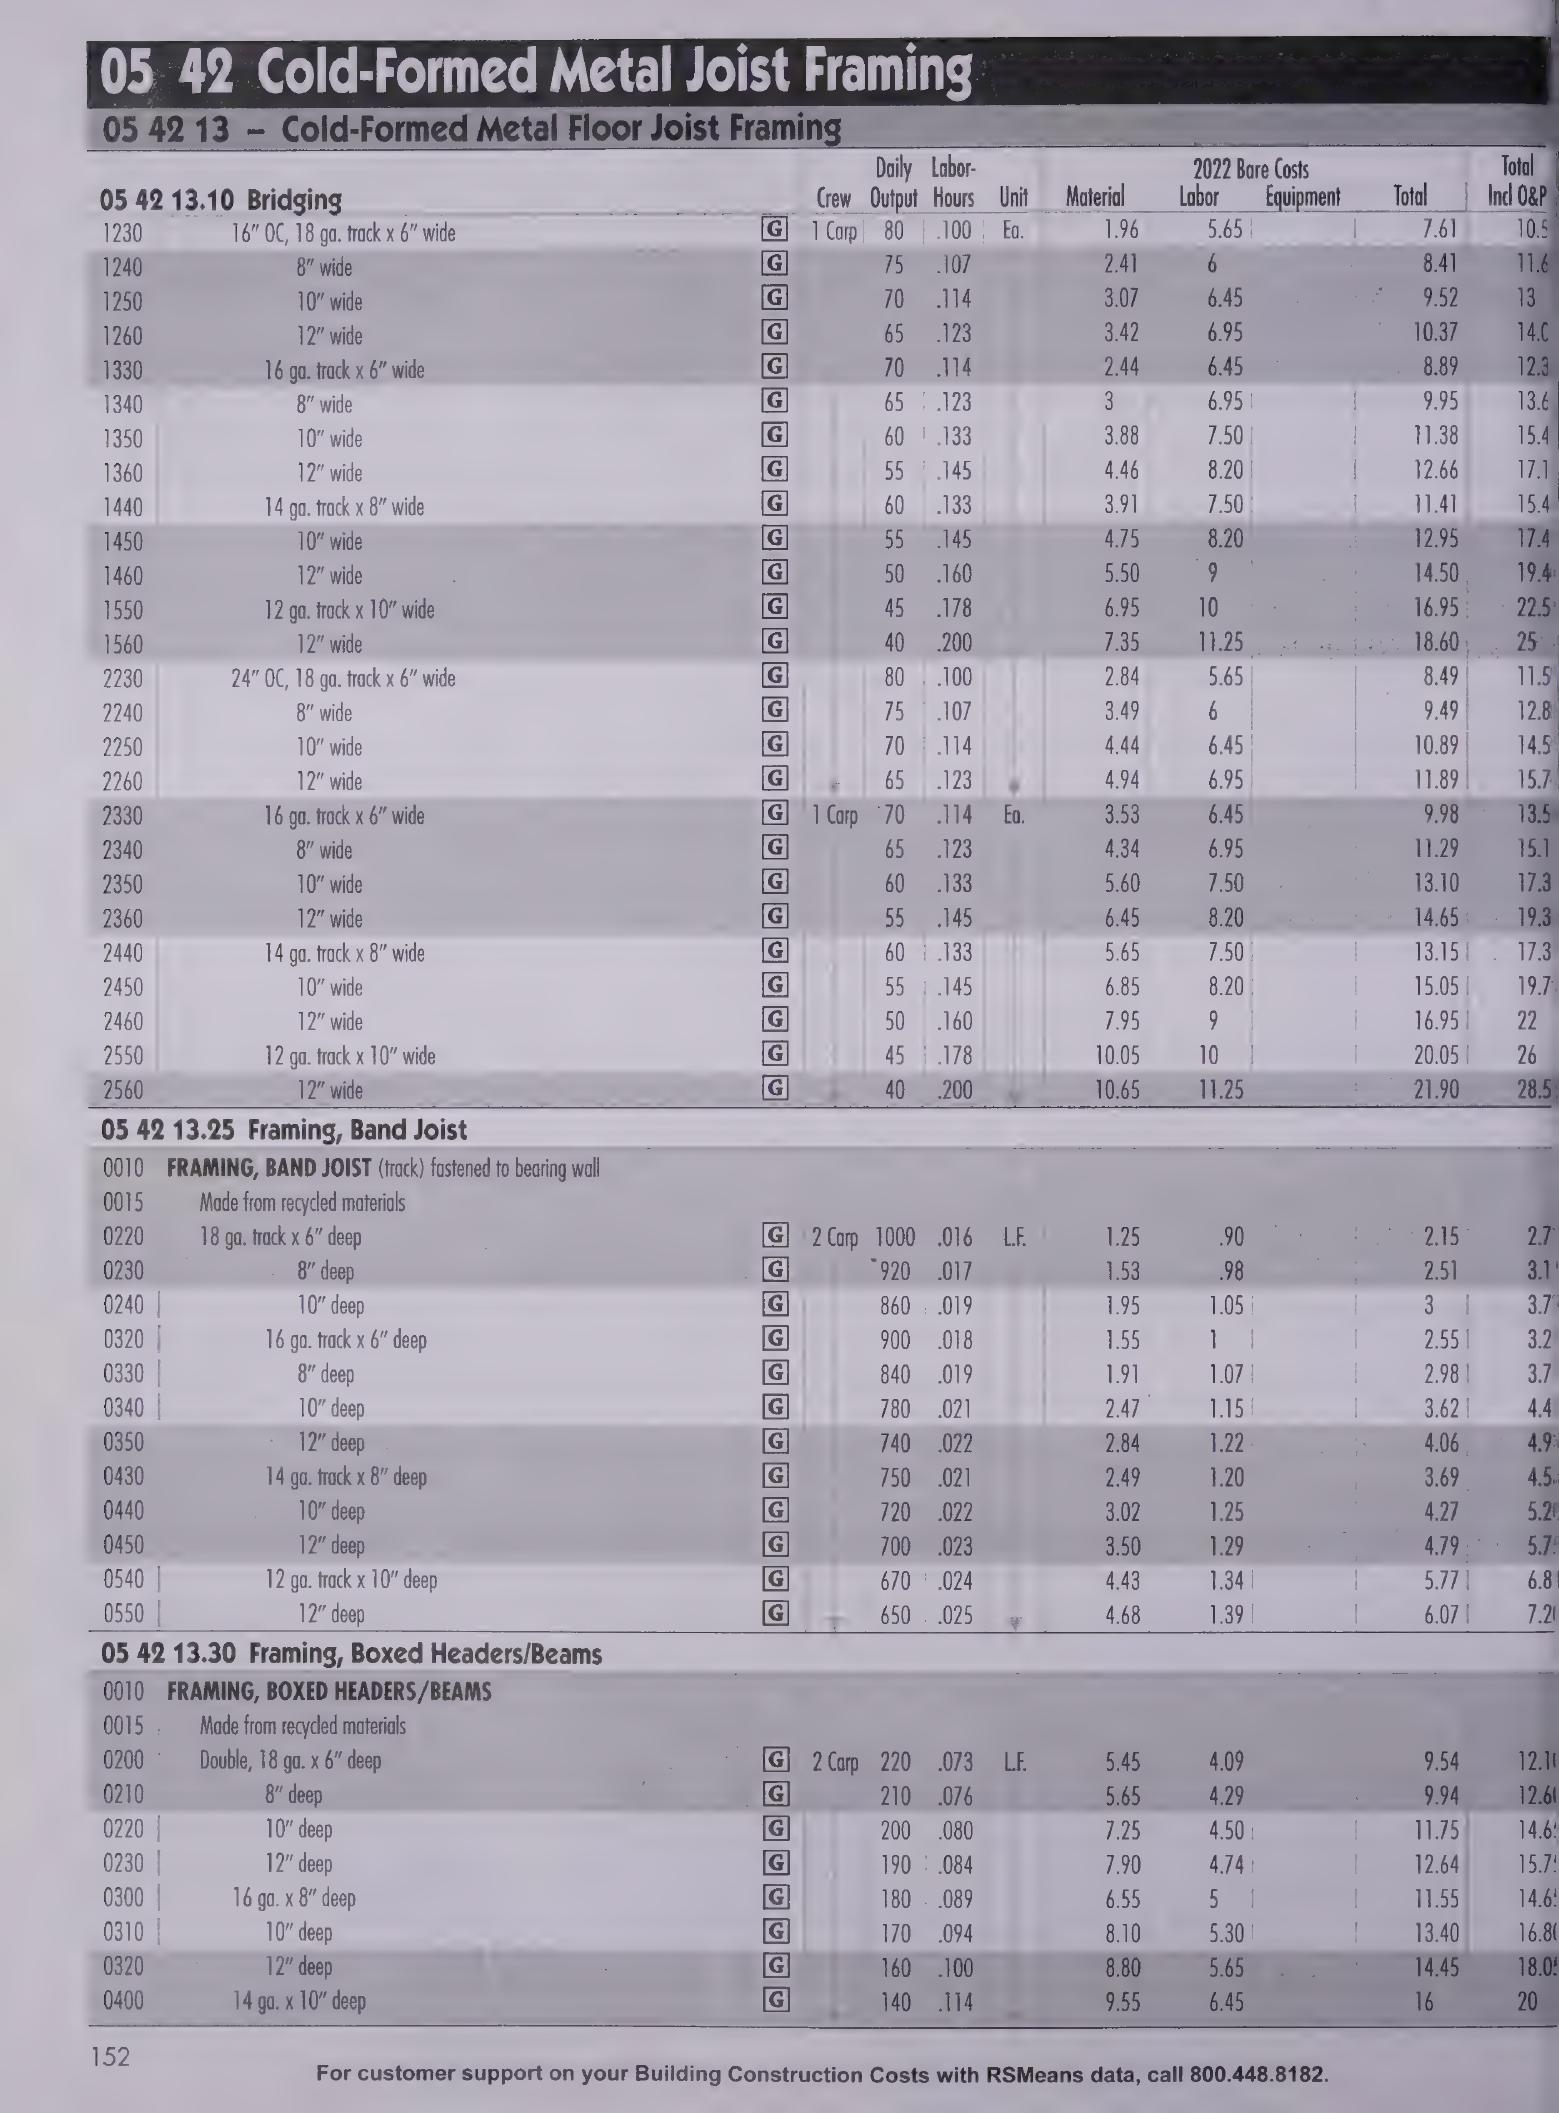 05 42 Cold-Formed Metal Joist Framing
05 42 13 – Cold-Formed Metal Floor Joist Framing
Daily Labor- 2022 Bare Costs Total
05 42 13.10 Bridging Crew Output Hours Unit Material Labor Equipment Total Incl O&P
1230 16" OC, 18 ga. track x 6" wide G 1 Carp 80 .100 Ea. 1.96 5.65 7.61 10.5
1240 8" wide G 75 .107 2.41 6 8.41 11.6
1250 10" wide G 70 .114 3.07 6.45 9.52 13
1260 12" wide G 65 .123 3.42 6.95 10.37 14.0
1330 16 ga. track x 6" wide G 70 .114 2.44 6.45 8.89 12.3
1340 8" wide G 65 .123 3 6.95 9.95 13.6
1350 10" wide G 60 .133 3.88 7.50 11.38 15.4
1360 12" wide G 55 .145 4.46 8.20 12.66 17.1
1440 14 ga. track x 8" wide G 60 .133 3.91 7.50 11.41 15.4
1450 10" wide G 55 .145 4.75 8.20 12.95 17.4
1460 12" wide G 50 .160 5.50 9 14.50 19.4
1550 12 ga. track x 10" wide G 45 .178 6.95 10 16.95 22.5
1560 12" wide G 40 .200 7.35 11.25 18.60 25
2230 24" OC, 18 ga. track x 6" wide G 80 .100 2.84 5.65 8.49 11.5
2240 8" wide G 75 .107 3.49 6 9.49 12.8
2250 10" wide G 70 .114 4.44 6.45 10.89 14.5
2260 12" wide G 65 .123 4.94 6.95 11.89 15.7
2330 16 ga. track x 6" wide G 1 Carp 70 .114 Ea. 3.53 6.45 9.98 13.5
2340 8" wide G 65 .123 4.34 6.95 11.29 15.1
2350 10" wide G 60 .133 5.60 7.50 13.10 17.3
2360 12" wide G 55 .145 6.45 8.20 14.65 19.3
2440 14 ga. track x 8" wide G 60 .133 5.65 7.50 13.15 17.3
2450 10" wide G 55 .145 6.85 8.20 15.05 19.7
2460 12" wide G 50 .160 7.95 9 16.95 22
2550 12 ga. track x 10" wide G 45 .178 10.05 10 20.05 26
2560 12" wide G 40 .200 10.65 11.25 21.90 28.5
05 42 13.25 Framing, Band Joist
0010 FRAMING, BAND JOIST (track) fastened to bearing wall
0015 Made from recycled materials
0220 18 ga. track x 6" deep G 2 Carp 1000 .016 L.F. 1.25 .90 2.15 2.7
0230 8" deep G 920 .017 1.53 .98 2.51 3.1
0240 10" deep G 860 .019 1.95 1.05 3 3.7
0320 16 ga. track x 6" deep G 900 .018 1.55 1 2.55 3.2
0330 8" deep G 840 .019 1.91 1.07 2.98 3.7
0340 10" deep G 780 .021 2.47 1.15 3.62 4.4
0350 12" deep G 740 .022 2.84 1.22 4.06 4.9
0430 14 ga. track x 8" deep G 750 .021 2.49 1.20 3.69 4.5
0440 10" deep G 720 .022 3.02 1.25 4.27 5.2
0450 12" deep G 700 .023 3.50 1.29 4.79 5.7
0540 12 ga. track x 10" deep G 670 .024 4.43 1.34 5.77 6.8
0550 12" deep G 650 .025 4.68 1.39 6.07 7.2
05 42 13.30 Framing, Boxed Headers/Beams
0010 FRAMING, BOXED HEADERS/BEAMS
0015 Made from recycled materials
0200 Double, 18 ga. x 6" deep G 2 Carp 220 .073 L.F. 5.45 4.09 9.54 12.1
0210 8" deep G 210 .076 5.65 4.29 9.94 12.6
0220 10" deep G 200 .080 7.25 4.50 11.75 14.6
0230 12" deep G 190 .084 7.90 4.74 12.64 15.7
0300 16 ga. x 8" deep G 180 .089 6.55 5 11.55 14.6
0310 10" deep G 170 .094 8.10 5.30 13.40 16.8
0320 12" deep G 160 .100 8.80 5.65 14.45 18.0
0400 14 ga. x 10" deep G 140 .114 9.55 6.45 16 20
152
For customer support on your Building Construction Costs with RSMeans data, call 800.448.8182.